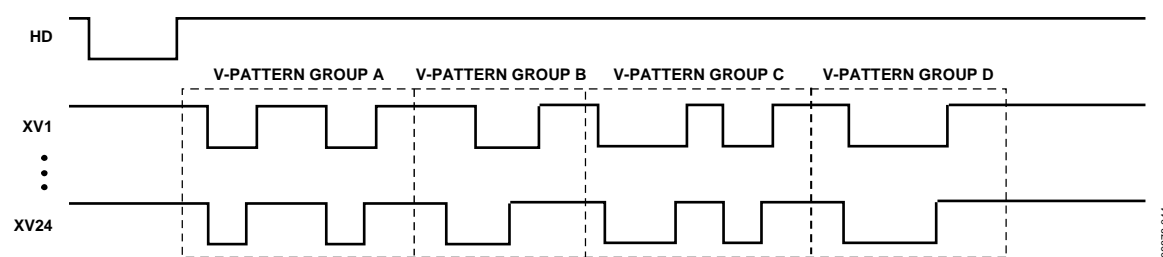 HD
V-PATTERN GROUP A V-PATTERN GROUP B V-PATTERN GROUP C V-PATTERN GROUP D
XV1
XV24